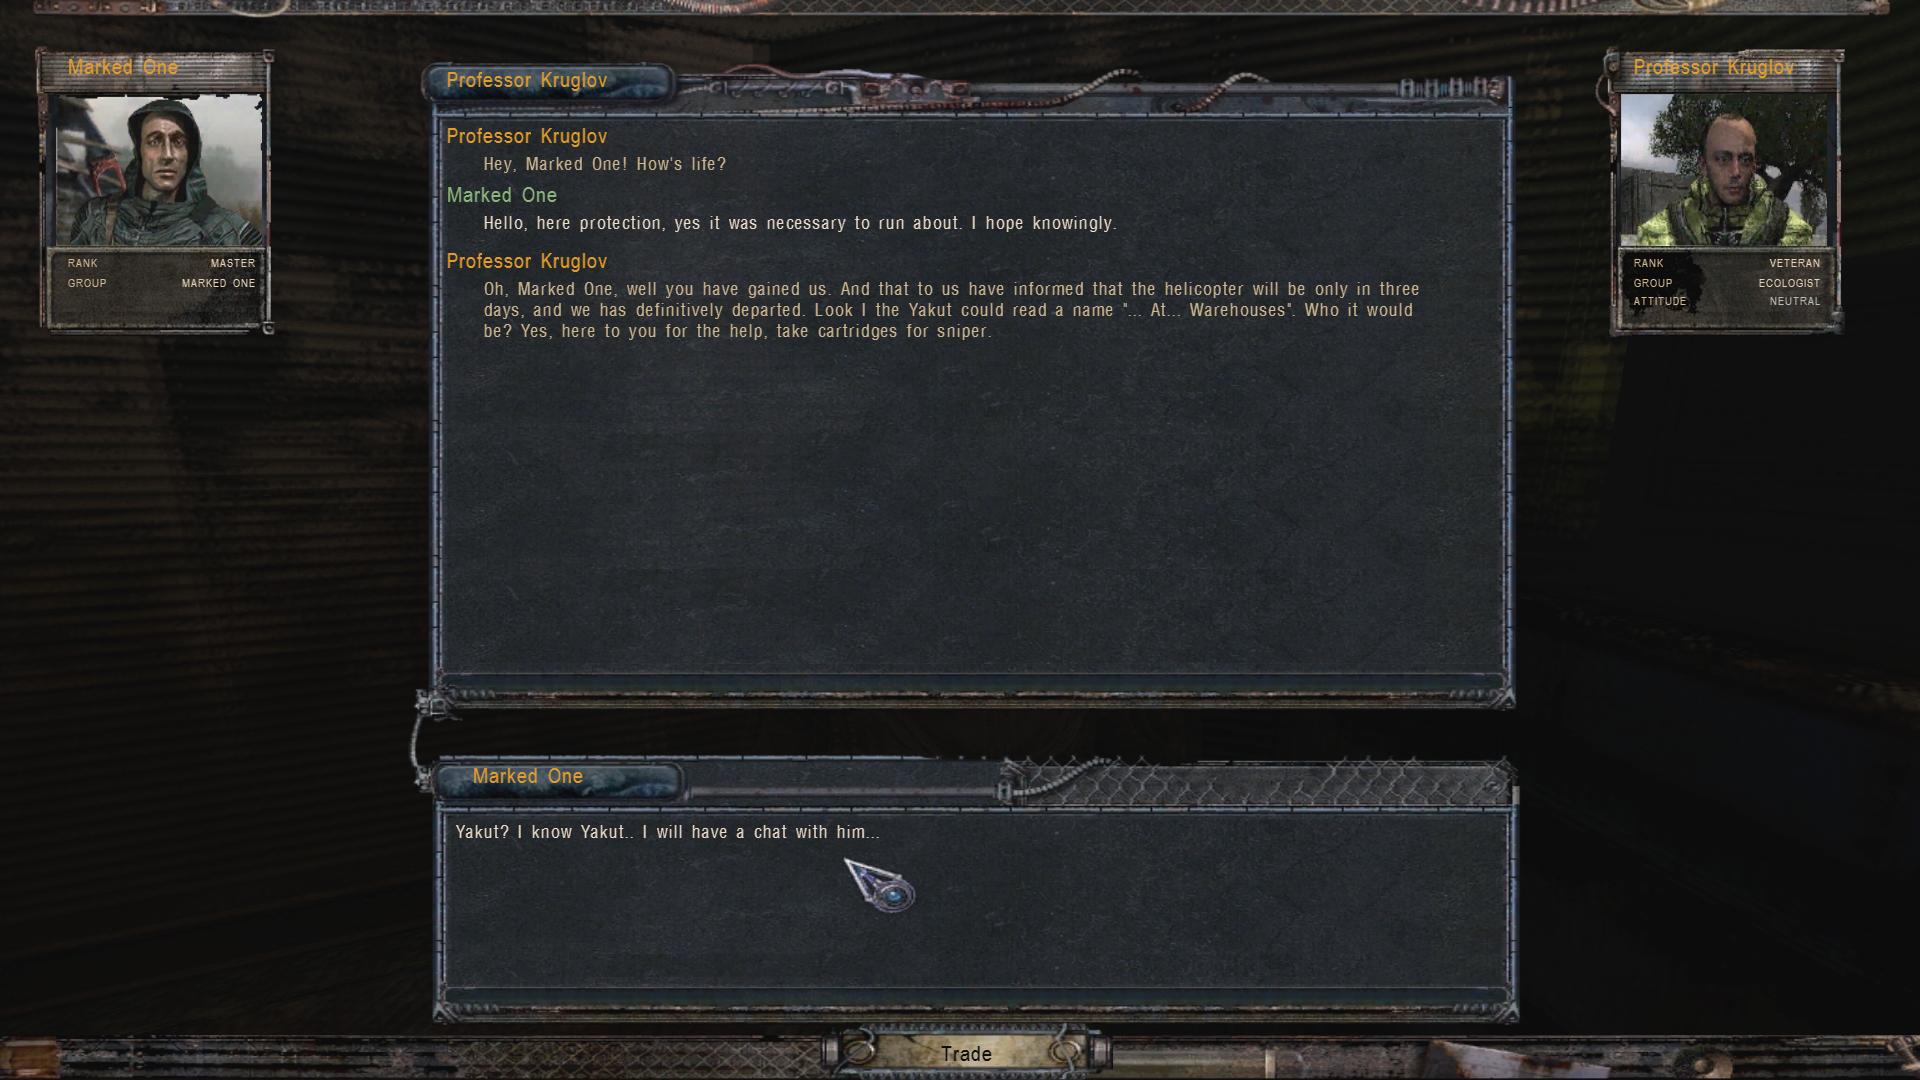 Marked One
Professor Kruglov
Professor Kruglov
Professor Kruglov
Hey, Marked One! How's life?
Marked One
Hello, here protection, yes it was necessary to run about. I hope knowingly.
Professor Kruglov
Oh, Marked One, well you have gained us. And that to us have informed that the helicopter will be only in three
days, and we has definitively departed. Look I the Yakut could read a name "... At... Warehouses". Who it would
be? Yes, here to you for the help, take cartridges for sniper.
RANK MASTER
GROUP MARKED ONE
RANK VETERAN
GROUP ECOLOGIST
ATTITUDE NEUTRAL
Marked One
Yakut? I know Yakut.. I will have a chat with him...
Trade